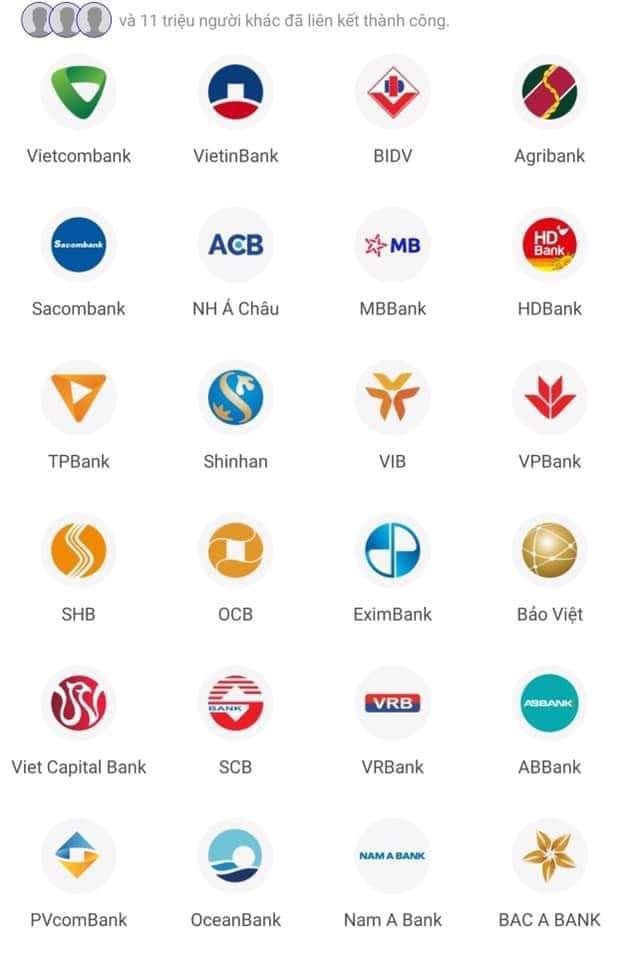 và 11 triệu người khác đã liên kết thành công.
Vietcombank VietinBank BIDV Agribank
Sacombank ACB MB HD
Bank
Sacombank NH Á Châu MBBank HDBank
TPBank Shinhan VIB VPBank
SHB OCB EximBank Bảo Việt
BANK VRB ABBANK
Viet Capital Bank SCB VRBank ABBank
NAM A BANK
PVcomBank OceanBank Nam A Bank BAC A BANK